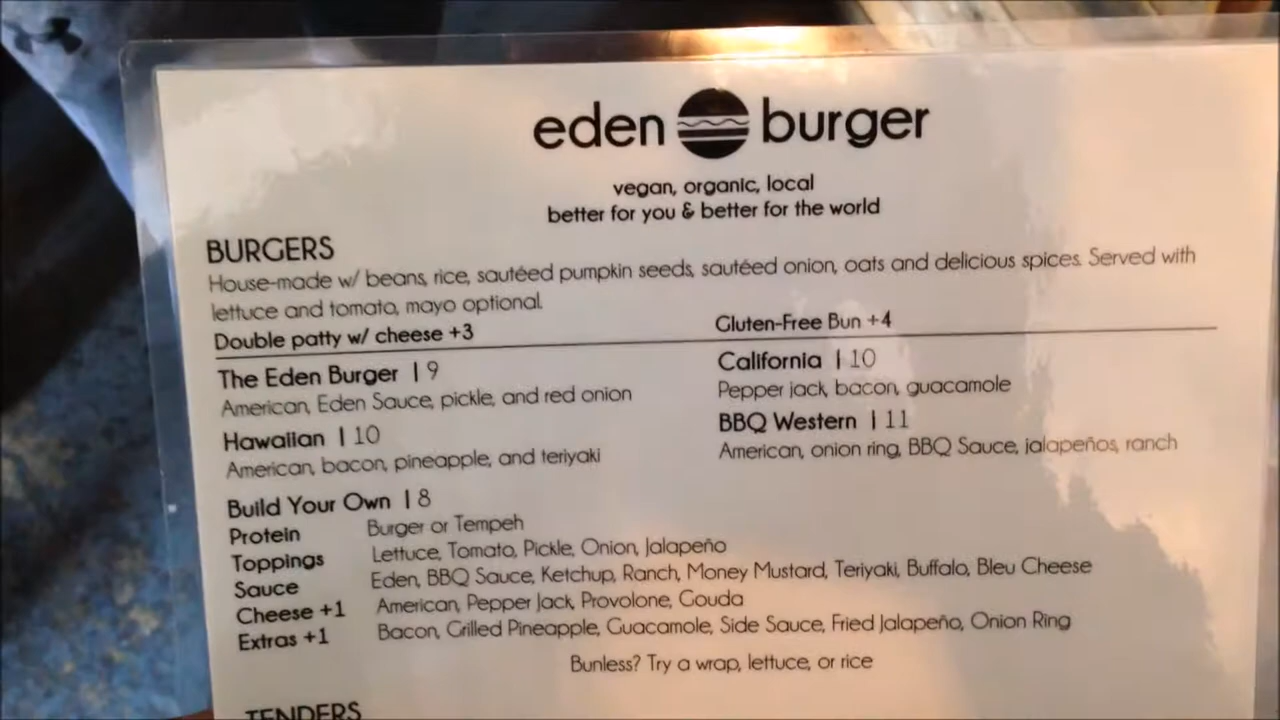 eden burger
vegan, organic, local
better for you & better for the world
BURGERS
House-made w/ beans, rice, sautéed pumpkin seeds, sautéed onion, oats and delicious spices. Served with
lettuce and tomato, mayo optional.
Double patty w/ cheese +3
Gluten-Free Bun +4
The Eden Burger | 9
American, Eden Sauce, pickle, and red onion
Hawaiian | 10
American, bacon, pineapple, and teriyaki
California | 10
Pepper jack, bacon, guacamole
BBQ Western | 11
American, onion ring, BBQ Sauce, jalapeños, ranch
Build Your Own | 8
Protein Burger or Tempeh
Toppings Lettuce, Tomato, Pickle, Onion, Jalapeño
Sauce Eden, BBQ Sauce, Ketchup, Ranch, Money Mustard, Teriyaki, Buffalo, Bleu Cheese
Cheese +1 American, Pepper Jack, Provolone, Gouda
Extras +1 Bacon, Grilled Pineapple, Guacamole, Side Sauce, Fried Jalapeño, Onion Ring
Bunless? Try a wrap, lettuce, or rice
TENDERS